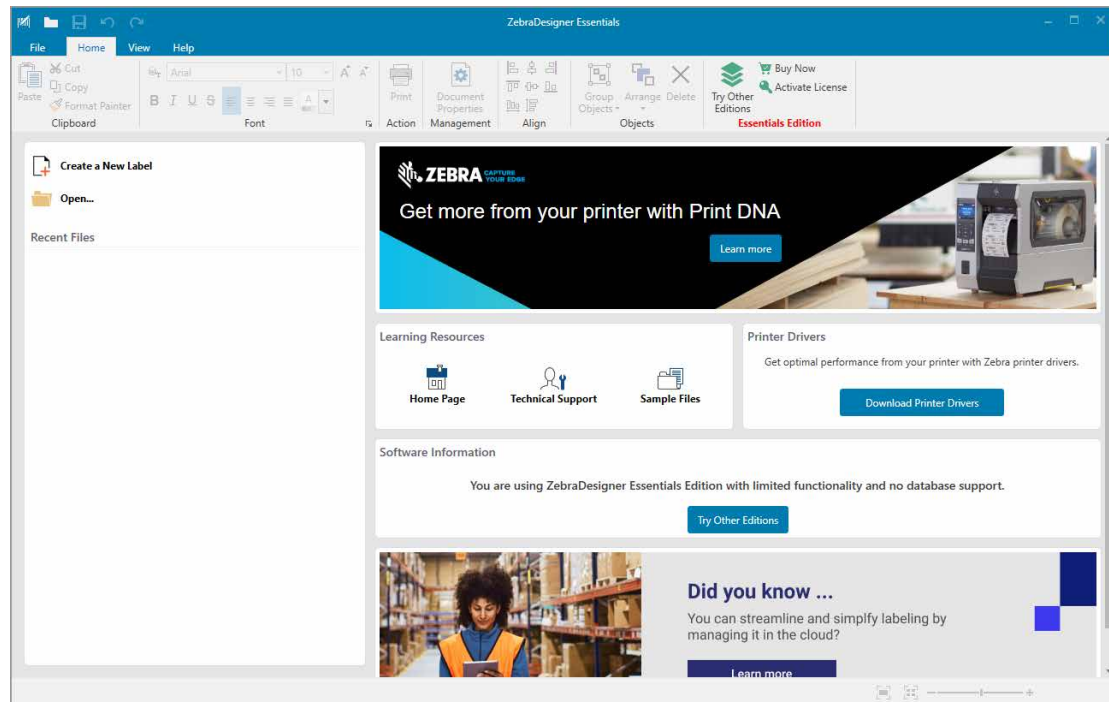 ZebraDesigner Essentials
File Home View Help
Paste
Cut
Copy
Format Painter
Clipboard
Arial 10
B I U S
Font
Print
Action
Document
Properties
Management
Align
Group
Objects
Arrange
Delete
Objects
Try Other
Editions
Buy Now
Activate License
Essentials Edition
Create a New Label
Open...
Recent Files
ZEBRA CAPTURE
YOUR EDGE
Get more from your printer with Print DNA
Learn more
Learning Resources
Home Page Technical Support Sample Files
Printer Drivers
Get optimal performance from your printer with Zebra printer drivers.
Download Printer Drivers
Software Information
You are using ZebraDesigner Essentials Edition with limited functionality and no database support.
Try Other Editions
Did you know ...
You can streamline and simplfy labeling by
managing it in the cloud?
Learn more